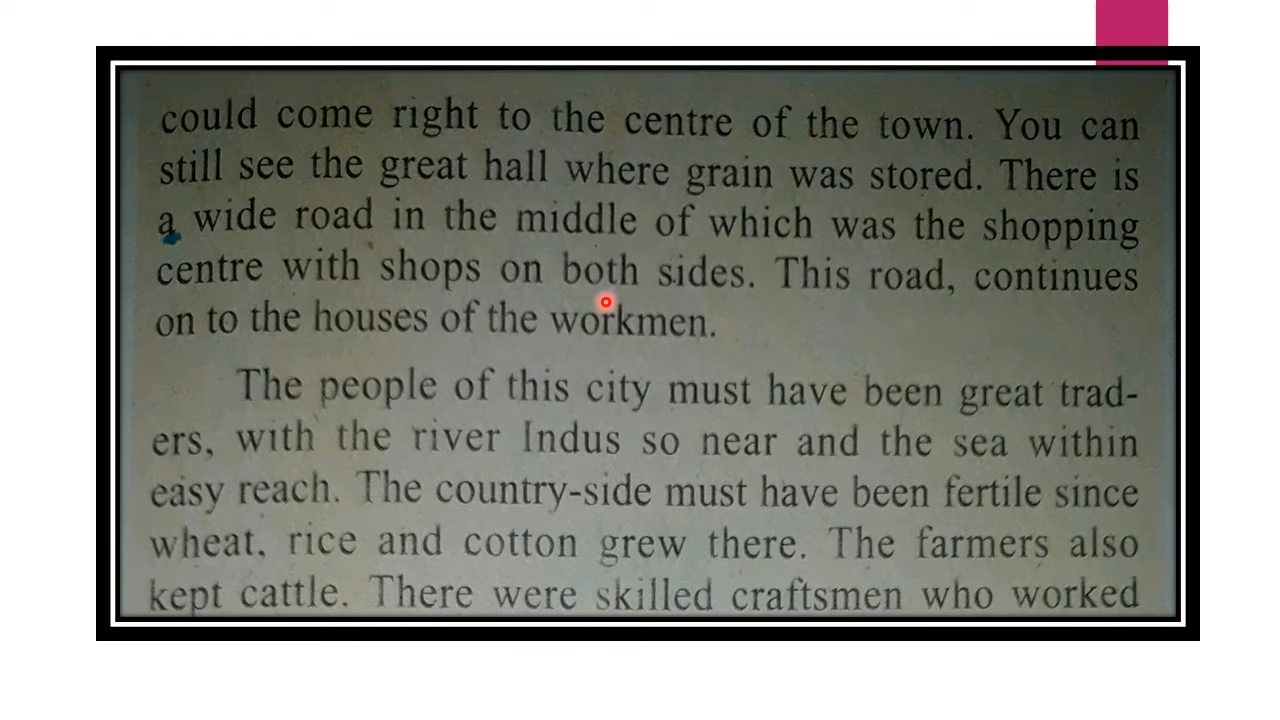 could come right to the centre of the town. You can
still see the great hall where grain was stored. There is
a wide road in the middle of which was the shopping
centre with shops on both sides. This road, continues
on to the houses of the workmen.
The people of this city must have been great trad-
ers, with the river Indus so near and the sea within
easy reach. The country-side must have been fertile since
wheat, rice and cotton grew there. The farmers also
kept cattle. There were skilled craftsmen who worked